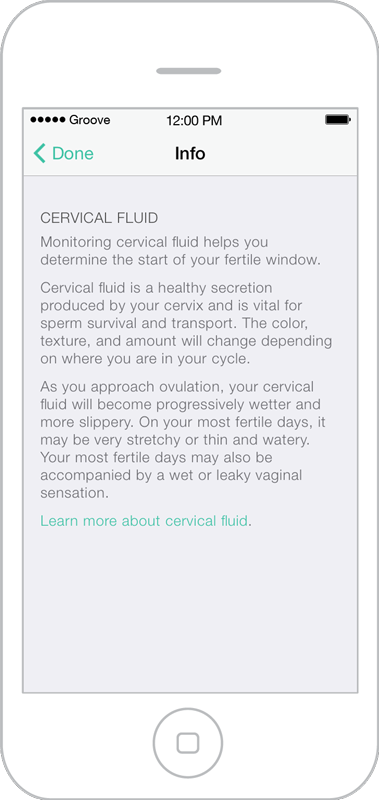 ●●●●● Groove 12:00 PM
Done Info
CERVICAL FLUID
Monitoring cervical fluid helps you
determine the start of your fertile window.
Cervical fluid is a healthy secretion
produced by your cervix and is vital for
sperm survival and transport. The color,
texture, and amount will change depending
on where you are in your cycle.
As you approach ovulation, your cervical
fluid will become progressively wetter and
more slippery. On your most fertile days, it
may be very stretchy or thin and watery.
Your most fertile days may also be
accompanied by a wet or leaky vaginal
sensation.
Learn more about cervical fluid.